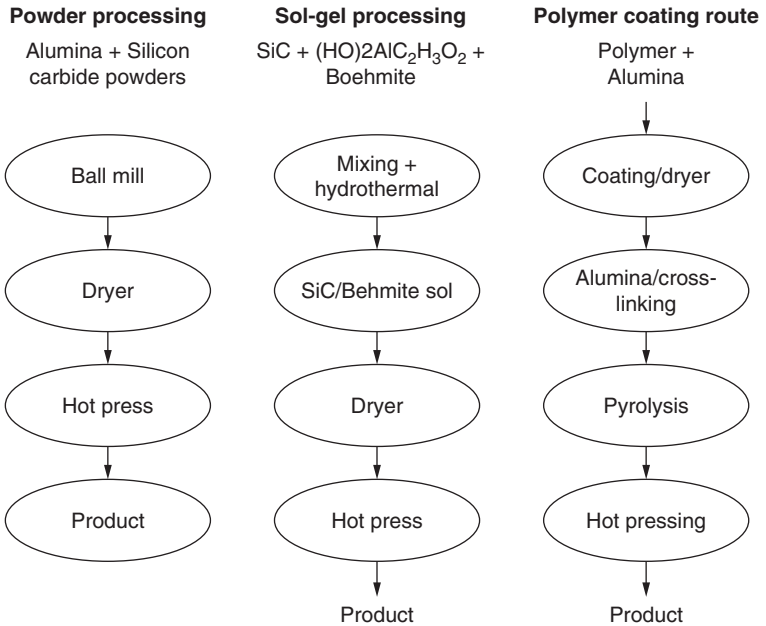 Powder processing
Alumina + Silicon
carbide powders
Ball mill
Dryer
Hot press
Product
Sol-gel processing
SiC + (HO)2AlC₂H₃O₂ +
Boehmite
Mixing +
hydrothermal
SiC/Behmite sol
Dryer
Hot press
Product
Polymer coating route
Polymer +
Alumina
Coating/dryer
Alumina/cross-
linking
Pyrolysis
Hot pressing
Product